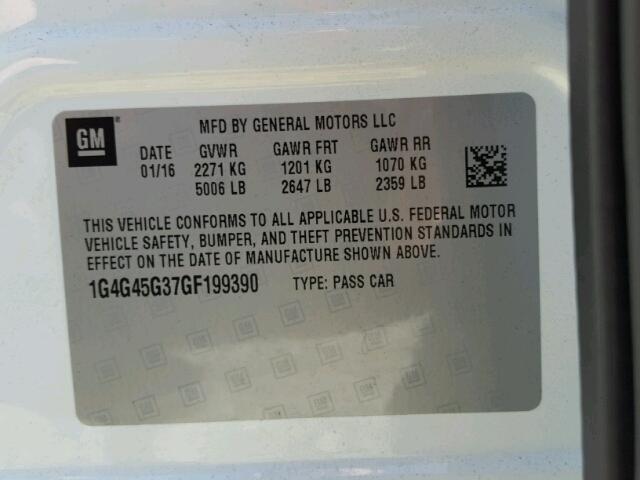 GM ® MFD BY GENERAL MOTORS LLC
DATE GVWR GAWR FRT GAWR RR
01/16 2271 KG 1201 KG 1070 KG
5006 LB 2647 LB 2359 LB
THIS VEHICLE CONFORMS TO ALL APPLICABLE U.S. FEDERAL MOTOR
VEHICLE SAFETY, BUMPER, AND THEFT PREVENTION STANDARDS IN
EFFECT ON THE DATE OF MANUFACTURE SHOWN ABOVE.
1G4G45G37GF199390 TYPE: PASS CAR